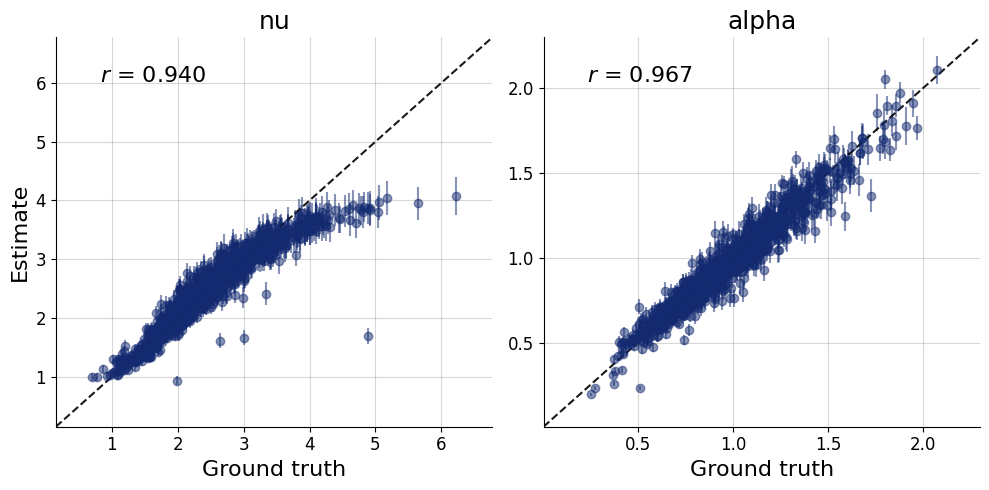 nu
r = 0.940
6
5
4
3
2
1
Estimate
1 2 3 4 5 6
Ground truth
alpha
r = 0.967
2.0
1.5
1.0
0.5
0.5 1.0 1.5 2.0
Ground truth